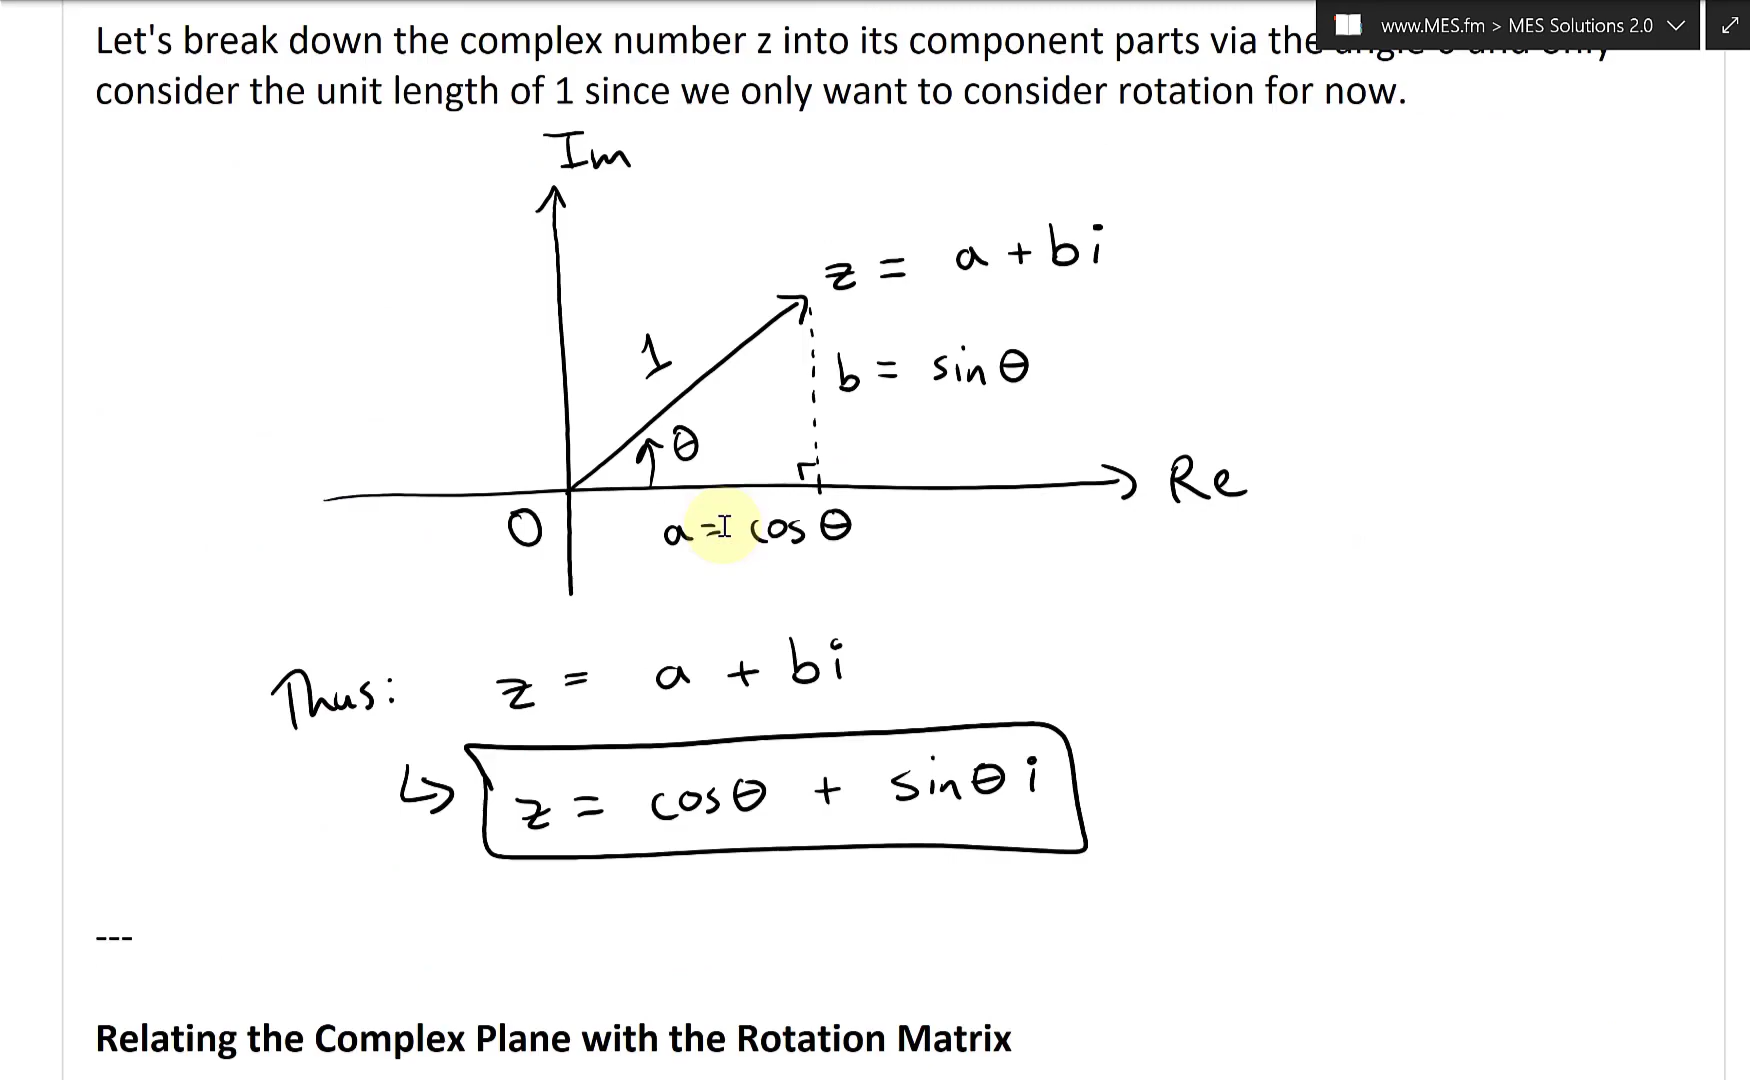 www.MES.fm > MES Solutions 2.0
Let's break down the complex number z into its component parts via the
consider the unit length of 1 since we only want to consider rotation for now.
Im
z = a + bi
1
b = sin θ
θ
Re
O
a = cos θ
Thus: z = a + bi
↳ z = cosθ + sinθ i
---
Relating the Complex Plane with the Rotation Matrix